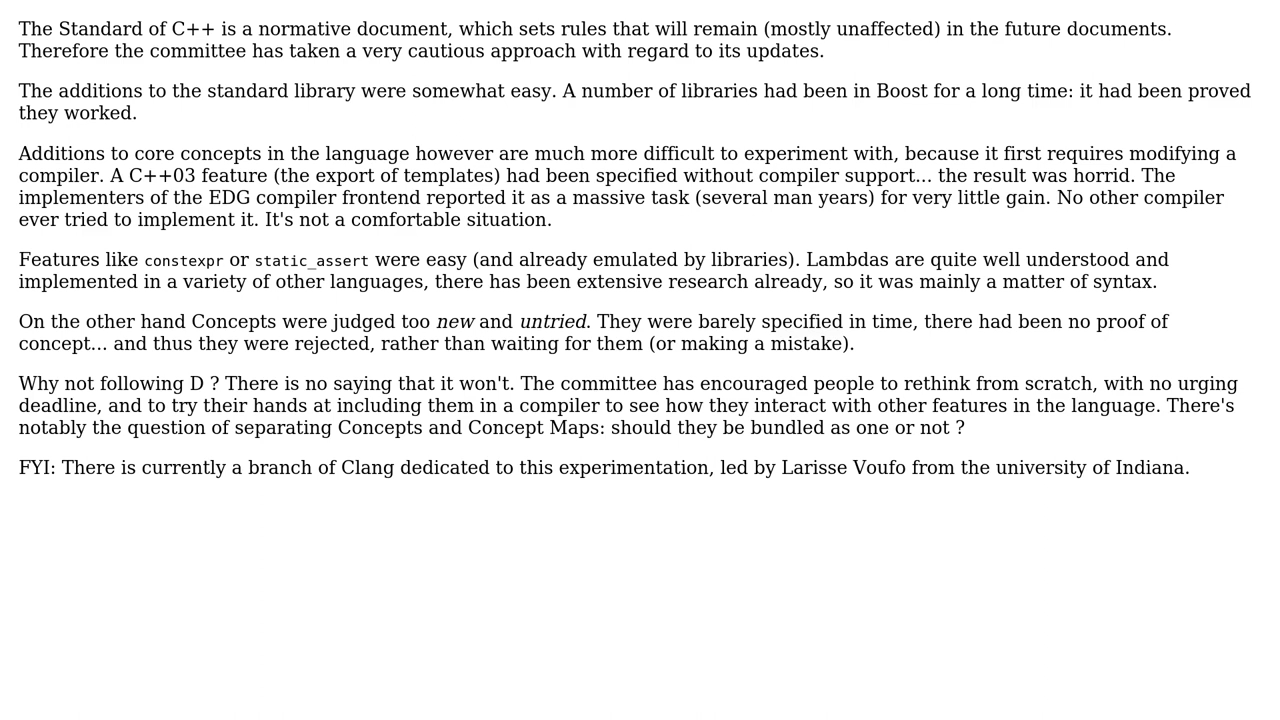 The Standard of C++ is a normative document, which sets rules that will remain (mostly unaffected) in the future documents.
Therefore the committee has taken a very cautious approach with regard to its updates.
The additions to the standard library were somewhat easy. A number of libraries had been in Boost for a long time: it had been proved
they worked.
Additions to core concepts in the language however are much more difficult to experiment with, because it first requires modifying a
compiler. A C++03 feature (the export of templates) had been specified without compiler support... the result was horrid. The
implementers of the EDG compiler frontend reported it as a massive task (several man years) for very little gain. No other compiler
ever tried to implement it. It's not a comfortable situation.
Features like constexpr or static_assert were easy (and already emulated by libraries). Lambdas are quite well understood and
implemented in a variety of other languages, there has been extensive research already, so it was mainly a matter of syntax.
On the other hand Concepts were judged too new and untried. They were barely specified in time, there had been no proof of
concept... and thus they were rejected, rather than waiting for them (or making a mistake).
Why not following D ? There is no saying that it won't. The committee has encouraged people to rethink from scratch, with no urging
deadline, and to try their hands at including them in a compiler to see how they interact with other features in the language. There's
notably the question of separating Concepts and Concept Maps: should they be bundled as one or not ?
FYI: There is currently a branch of Clang dedicated to this experimentation, led by Larisse Voufo from the university of Indiana.